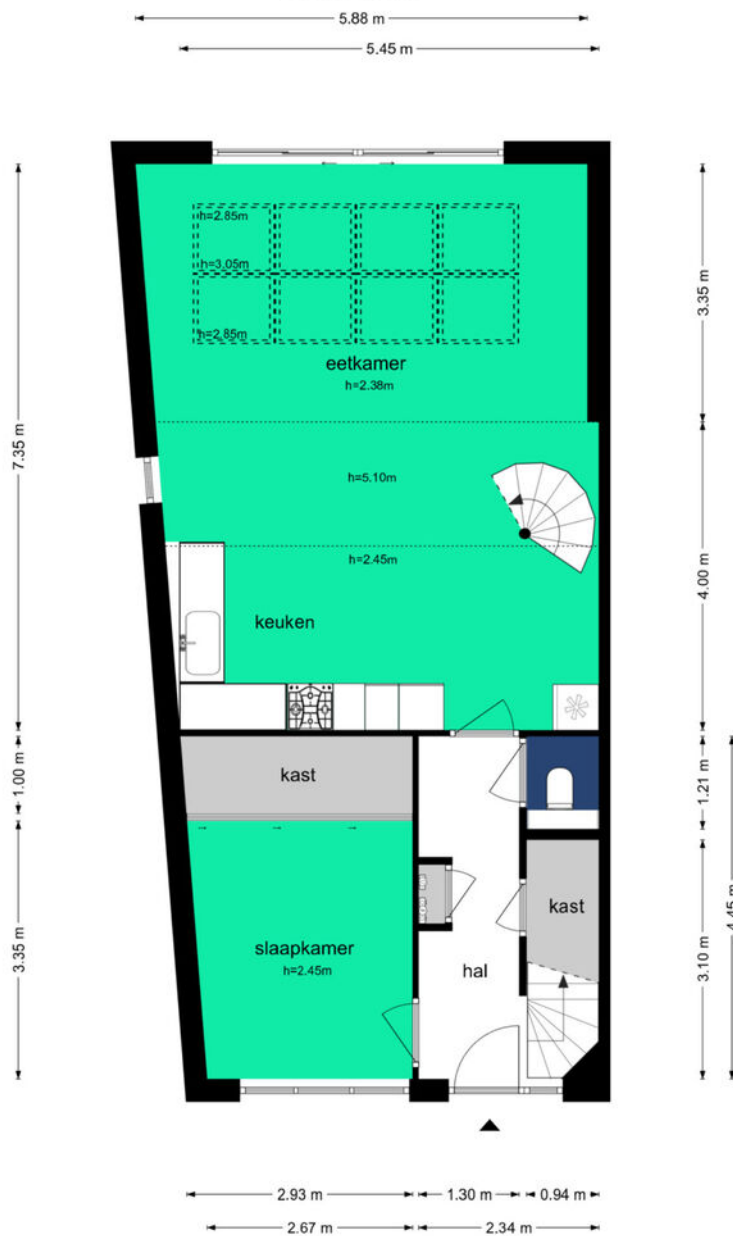 5.88 m
5.45 m
h=2.85m
h=3.05m
h=2.85m
eetkamer
h=2.38m
3.35 m
7.35 m
h=5.10m
h=2.45m
4.00 m
keuken
kast
1.00 m
1.21 m
kast
slaapkamer
h=2.45m
hal
3.35 m
3.10 m
4.45 m
2.93 m
1.30 m
0.94 m
2.67 m
2.34 m